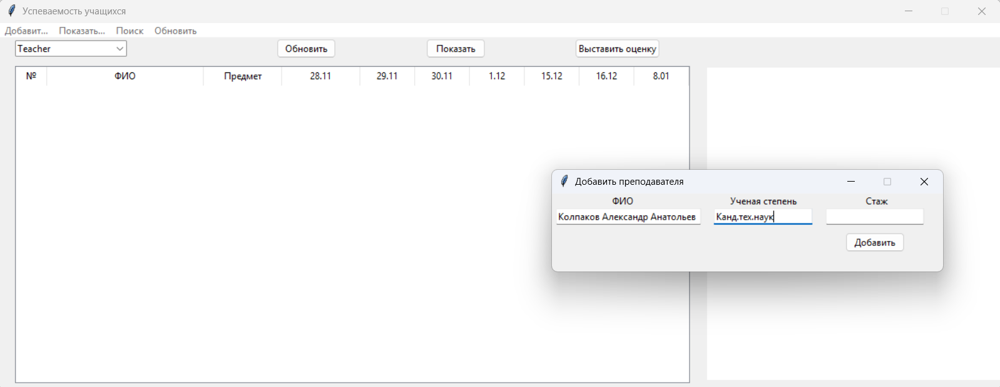 Успеваемость учащихся
Добавит... Показать... Поиск Обновить
Teacher Обновить Показать Выставить оценку
№ ФИО Предмет 28.11 29.11 30.11 1.12 15.12 16.12 8.01
Добавить преподавателя
ФИО Ученая степень Стаж
Колпаков Александр Анатольев Канд.тех.наук
Добавить